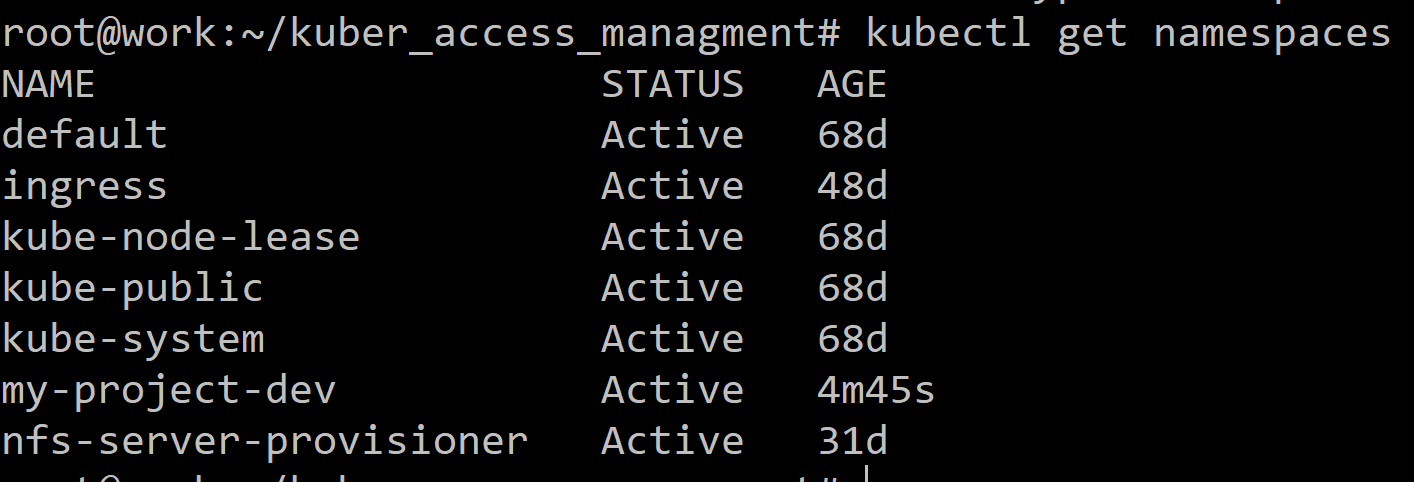 root@work:~/kuber_access_managment# kubectl get namespaces
NAME                     STATUS   AGE
default                  Active   68d
ingress                  Active   48d
kube-node-lease          Active   68d
kube-public              Active   68d
kube-system              Active   68d
my-project-dev           Active   4m45s
nfs-server-provisioner   Active   31d